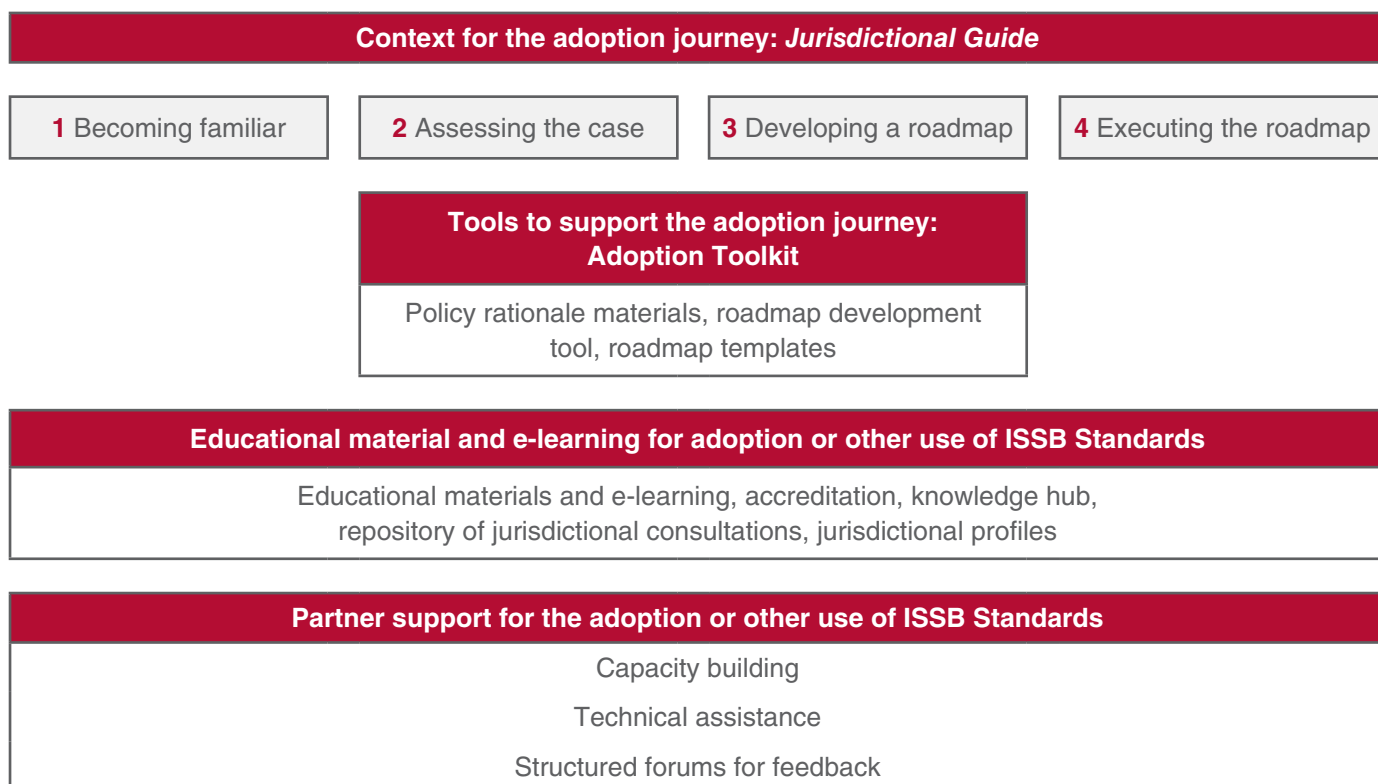 Context for the adoption journey: Jurisdictional Guide
1 Becoming familiar
2 Assessing the case
3 Developing a roadmap
4 Executing the roadmap
Tools to support the adoption journey:
Adoption Toolkit
Policy rationale materials, roadmap development
tool, roadmap templates
Educational material and e-learning for adoption or other use of ISSB Standards
Educational materials and e-learning, accreditation, knowledge hub,
repository of jurisdictional consultations, jurisdictional profiles
Partner support for the adoption or other use of ISSB Standards
Capacity building
Technical assistance
Structured forums for feedback